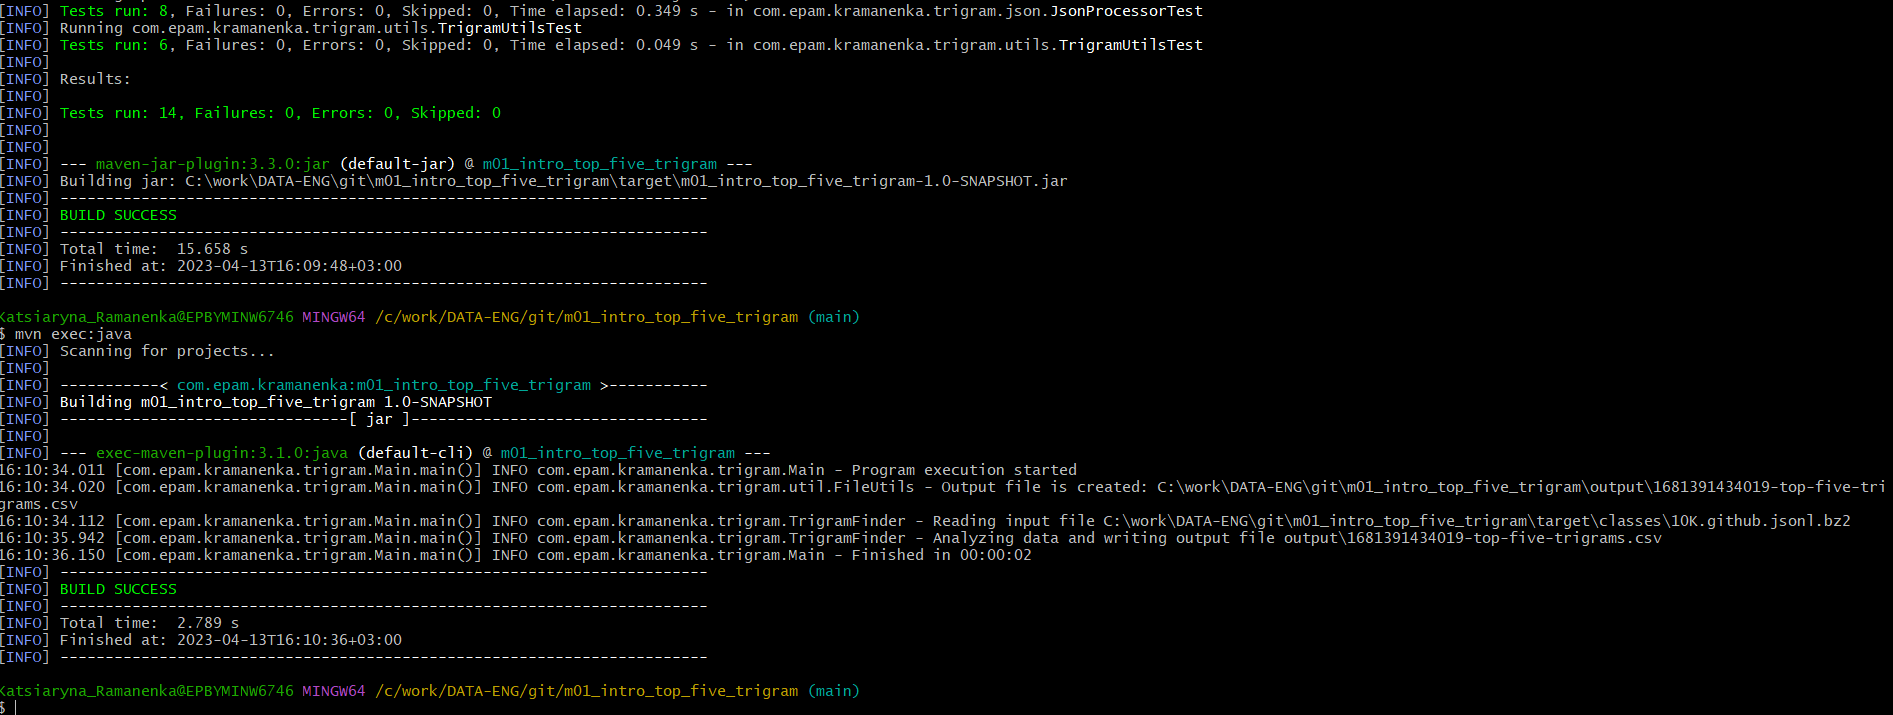 [INFO] Tests run: 8, Failures: 0, Errors: 0, Skipped: 0, Time elapsed: 0.349 s - in com.epam.kramanenka.trigram.json.JsonProcessorTest
[INFO] Running com.epam.kramanenka.trigram.utils.TrigramUtilsTest
[INFO] Tests run: 6, Failures: 0, Errors: 0, Skipped: 0, Time elapsed: 0.049 s - in com.epam.kramanenka.trigram.utils.TrigramUtilsTest
[INFO]
[INFO] Results:
[INFO]
[INFO] Tests run: 14, Failures: 0, Errors: 0, Skipped: 0
[INFO]
[INFO]
[INFO] --- maven-jar-plugin:3.3.0:jar (default-jar) @ m01_intro_top_five_trigram ---
[INFO] Building jar: C:\work\DATA-ENG\git\m01_intro_top_five_trigram\target\m01_intro_top_five_trigram-1.0-SNAPSHOT.jar
[INFO] ------------------------------------------------------------------------
[INFO] BUILD SUCCESS
[INFO] ------------------------------------------------------------------------
[INFO] Total time:  15.658 s
[INFO] Finished at: 2023-04-13T16:09:48+03:00
[INFO] ------------------------------------------------------------------------
Katsiaryna_Ramanenka@EPBYMINW6746 MINGW64 /c/work/DATA-ENG/git/m01_intro_top_five_trigram (main)
$ mvn exec:java
[INFO] Scanning for projects...
[INFO]
[INFO] -----------< com.epam.kramanenka:m01_intro_top_five_trigram >-----------
[INFO] Building m01_intro_top_five_trigram 1.0-SNAPSHOT
[INFO] --------------------------------[ jar ]---------------------------------
[INFO]
[INFO] --- exec-maven-plugin:3.1.0:java (default-cli) @ m01_intro_top_five_trigram ---
16:10:34.011 [com.epam.kramanenka.trigram.Main.main()] INFO com.epam.kramanenka.trigram.Main - Program execution started
16:10:34.020 [com.epam.kramanenka.trigram.Main.main()] INFO com.epam.kramanenka.trigram.util.FileUtils - Output file is created: C:\work\DATA-ENG\git\m01_intro_top_five_trigram\output\1681391434019-top-five-tri
grams.csv
16:10:34.112 [com.epam.kramanenka.trigram.Main.main()] INFO com.epam.kramanenka.trigram.TrigramFinder - Reading input file C:\work\DATA-ENG\git\m01_intro_top_five_trigram\target\classes\10K.github.jsonl.bz2
16:10:35.942 [com.epam.kramanenka.trigram.Main.main()] INFO com.epam.kramanenka.trigram.TrigramFinder - Analyzing data and writing output file output\1681391434019-top-five-trigrams.csv
16:10:36.150 [com.epam.kramanenka.trigram.Main.main()] INFO com.epam.kramanenka.trigram.Main - Finished in 00:00:02
[INFO] ------------------------------------------------------------------------
[INFO] BUILD SUCCESS
[INFO] ------------------------------------------------------------------------
[INFO] Total time:  2.789 s
[INFO] Finished at: 2023-04-13T16:10:36+03:00
[INFO] ------------------------------------------------------------------------
Katsiaryna_Ramanenka@EPBYMINW6746 MINGW64 /c/work/DATA-ENG/git/m01_intro_top_five_trigram (main)
$